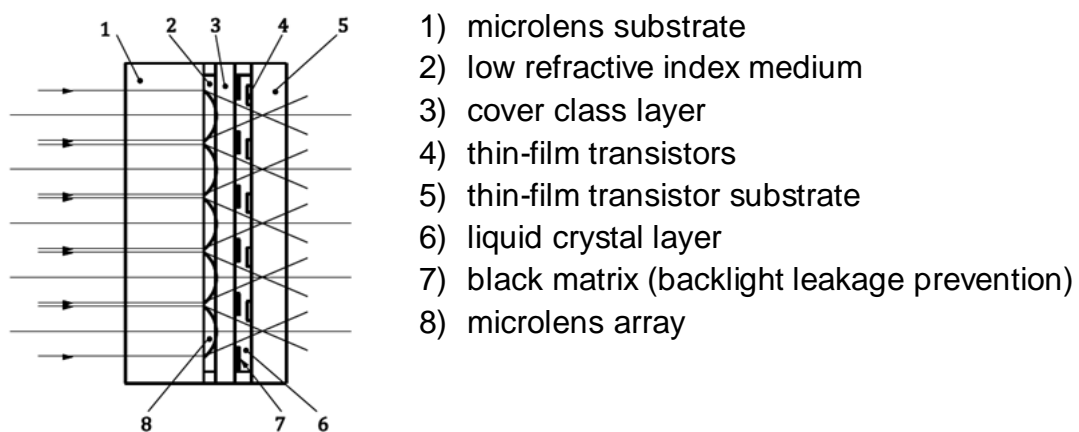 1 2 3 4 5
8 7 6
1) microlens substrate
2) low refractive index medium
3) cover class layer
4) thin-film transistors
5) thin-film transistor substrate
6) liquid crystal layer
7) black matrix (backlight leakage prevention)
8) microlens array